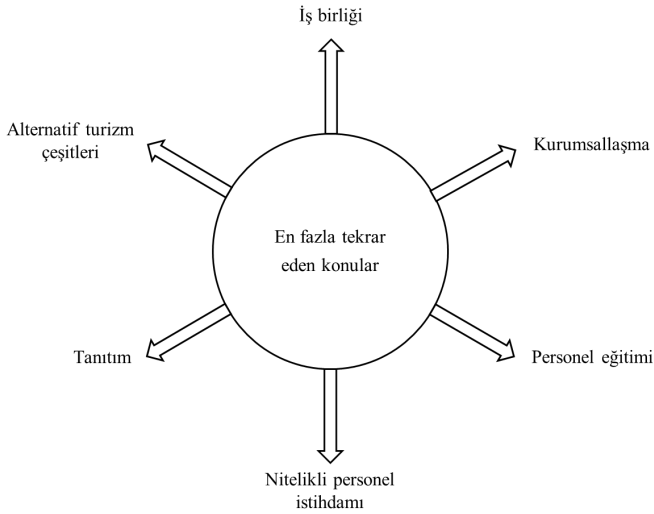 İş birliği
Alternatif turizm
çeşitleri
Kurumsallaşma
En fazla tekrar
eden konular
Tanıtım
Personel eğitimi
Nitelikli personel
istihdamı